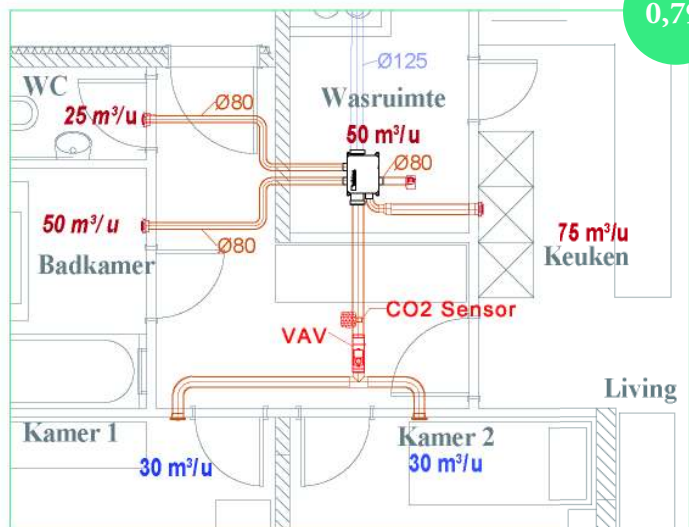 0,79
Ø125
WC
Wasruimte
Ø80
25 m³/u
50 m³/u
Ø80
50 m³/u
Ø80
75 m³/u
Badkamer
Keuken
CO2 Sensor
VAV
Living
Kamer 1
Kamer 2
30 m³/u
30 m³/u